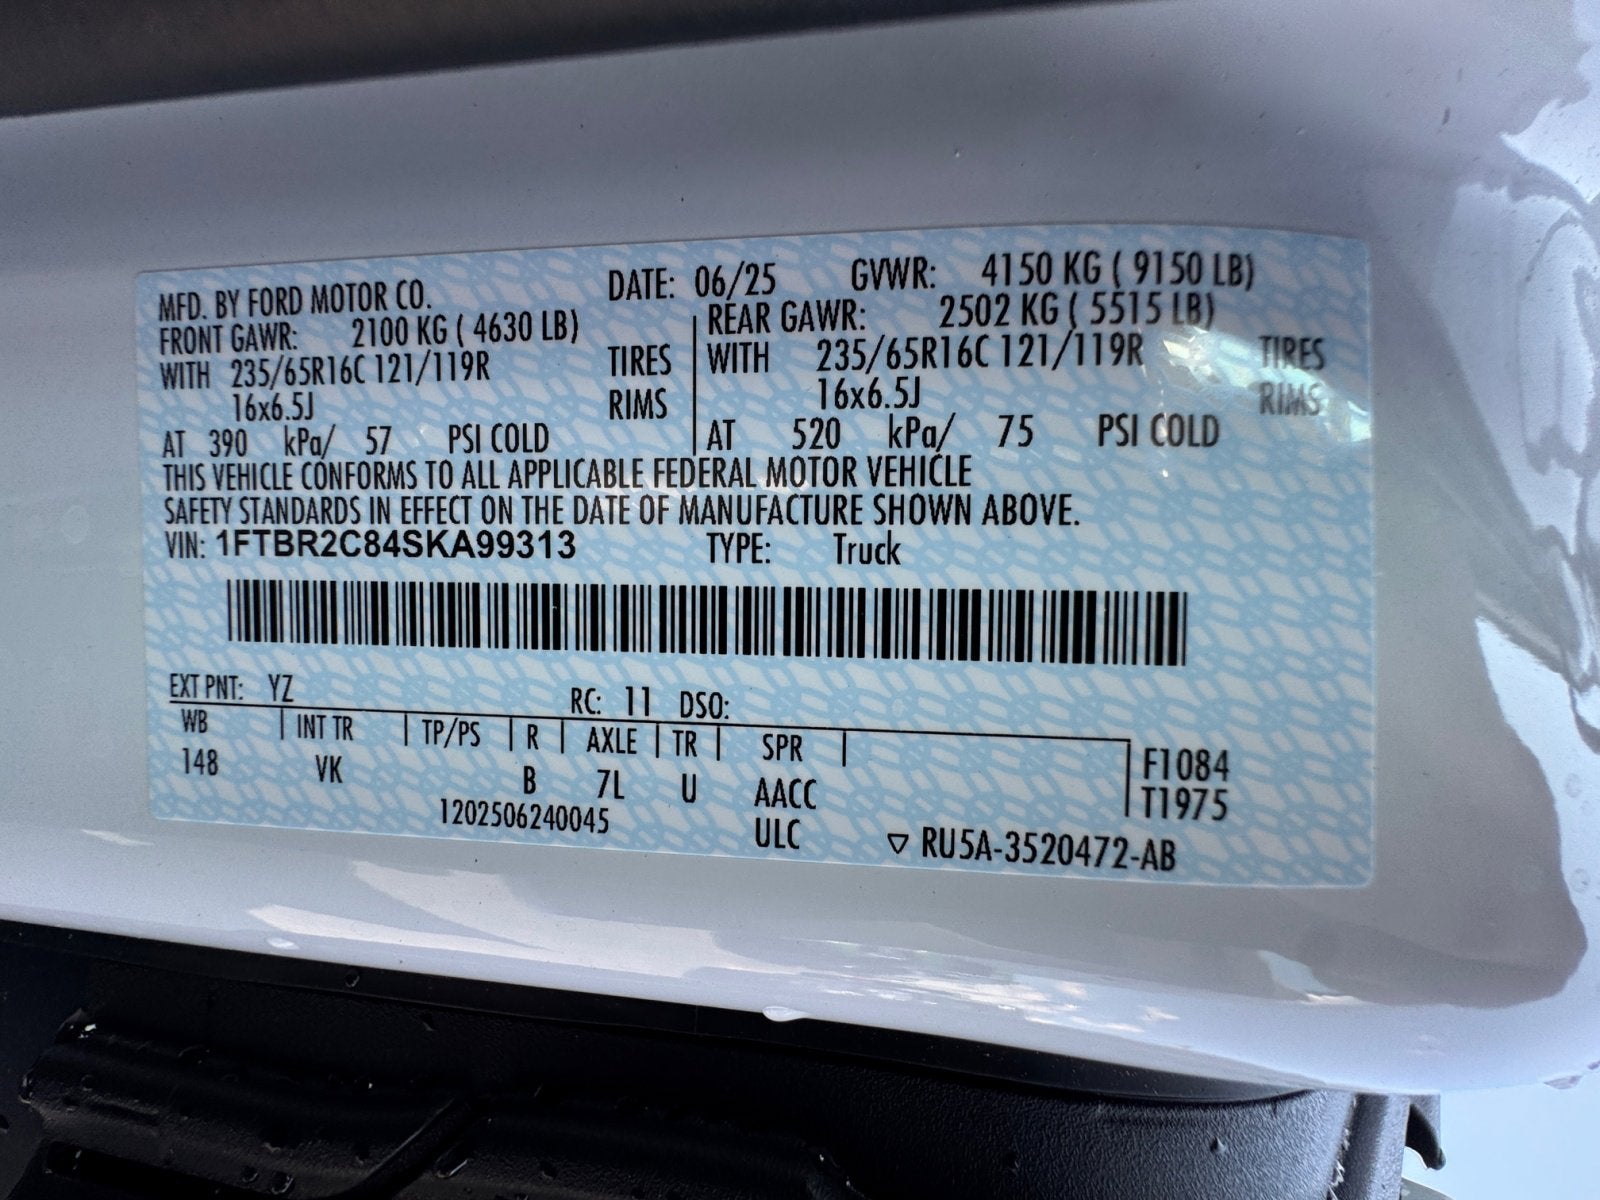 MFD. BY FORD MOTOR CO. DATE: 06/25 GVWR: 4150 KG ( 9150 LB)
FRONT GAWR: 2100 KG ( 4630 LB) REAR GAWR: 2502 KG ( 5515 LB)
WITH 235/65R16C 121/119R TIRES WITH 235/65R16C 121/119R TIRES
16x6.5J RIMS 16x6.5J RIMS
AT 390 kPa/ 57 PSI COLD AT 520 kPa/ 75 PSI COLD
THIS VEHICLE CONFORMS TO ALL APPLICABLE FEDERAL MOTOR VEHICLE
SAFETY STANDARDS IN EFFECT ON THE DATE OF MANUFACTURE SHOWN ABOVE.
VIN: 1FTBR2C84SKA99313 TYPE: Truck
EXT PNT: YZ RC: 11 DSO:
WB INT TR TP/PS R AXLE TR SPR
148 VK B 7L U AACC F1084
1202506240045 ULC T1975
▽ RU5A-3520472-AB